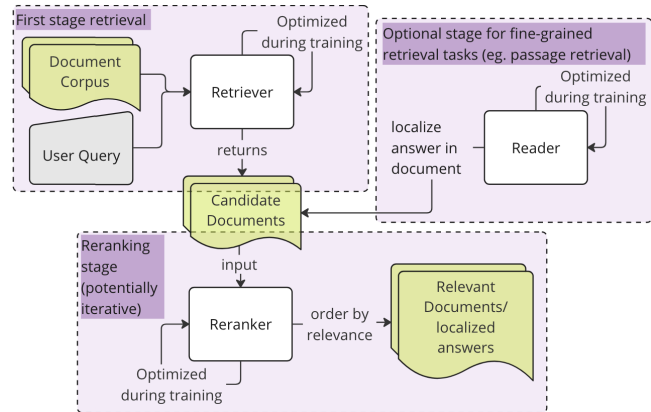 First stage retrieval
Document
Corpus
User Query
Retriever
Optimized
during training
returns
Optional stage for fine-grained
retrieval tasks (eg. passage retrieval)
Optimized
during training
Reader
localize
answer in
document
Candidate
Documents
Reranking
stage
(potentially
iterative)
input
Reranker
Optimized
during training
order by
relevance
Relevant
Documents/
localized
answers